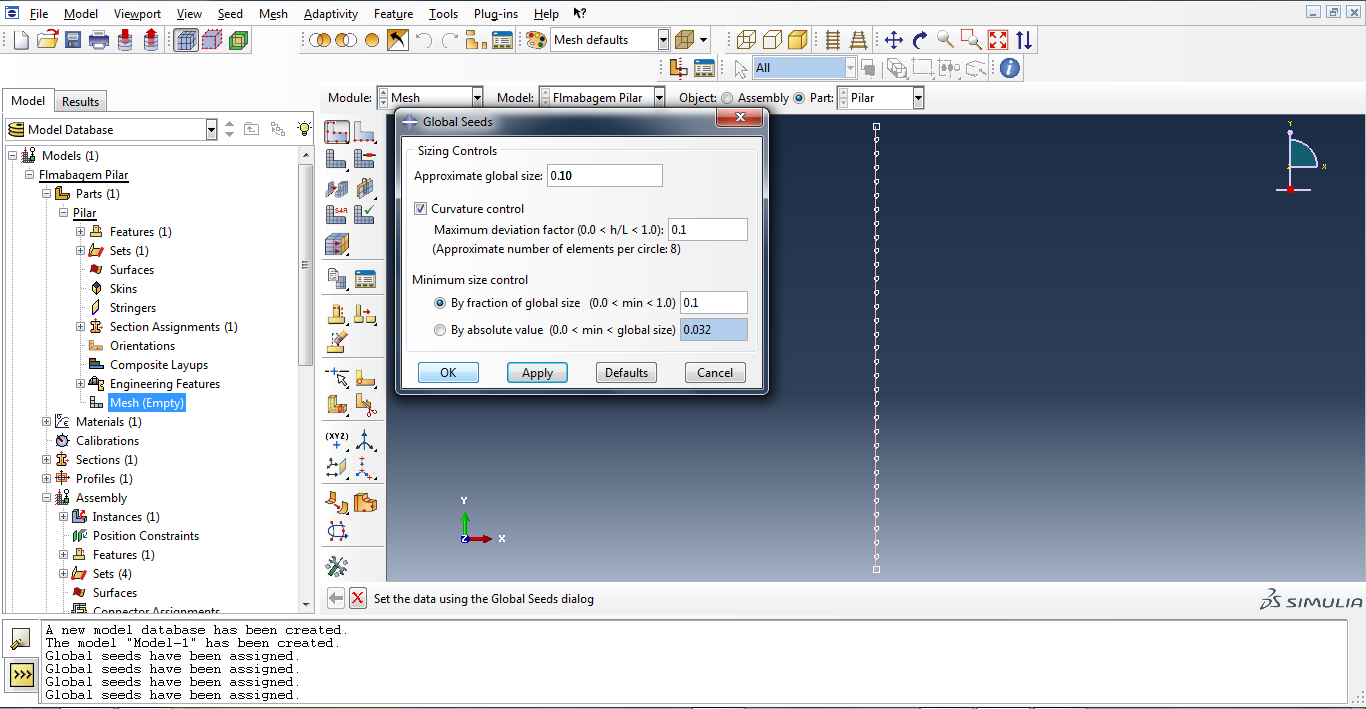 File Model Viewport View Seed Mesh Adaptivity Feature Tools Plug-ins Help
Mesh defaults
All
Model Results
Module: Mesh Model: Flmabagem Pilar Object: Assembly Part: Pilar
Model Database
Models (1)
Flmabagem Pilar
Parts (1)
Pilar
Features (1)
Sets (1)
Surfaces
Skins
Stringers
Section Assignments (1)
Orientations
Composite Layups
Engineering Features
Mesh (Empty)
Materials (1)
Calibrations
Sections (1)
Profiles (1)
Assembly
Instances (1)
Position Constraints
Features (1)
Sets (4)
Surfaces
Connector Assignments
S4R
(XYZ)
Global Seeds
Sizing Controls
Approximate global size: 0.10
Curvature control
Maximum deviation factor (0.0 < h/L < 1.0): 0.1
(Approximate number of elements per circle: 8)
Minimum size control
By fraction of global size (0.0 < min < 1.0) 0.1
By absolute value (0.0 < min < global size) 0.032
OK Apply Defaults Cancel
Y
X
Z
Y
X
Z
Set the data using the Global Seeds dialog
SIMULIA
A new model database has been created.
The model "Model-1" has been created.
Global seeds have been assigned.
Global seeds have been assigned.
Global seeds have been assigned.
Global seeds have been assigned.